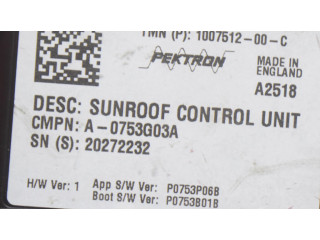 TMN (P): 1007512-00-C
PEKTRON
MADE IN
ENGLAND
A2518
DESC: SUNROOF CONTROL UNIT
CMPN: A-0753G03A
SN (S): 20272232
H/W Ver: 1 App S/W Ver: P0753P06B
Boot S/W Ver: P0753B01B